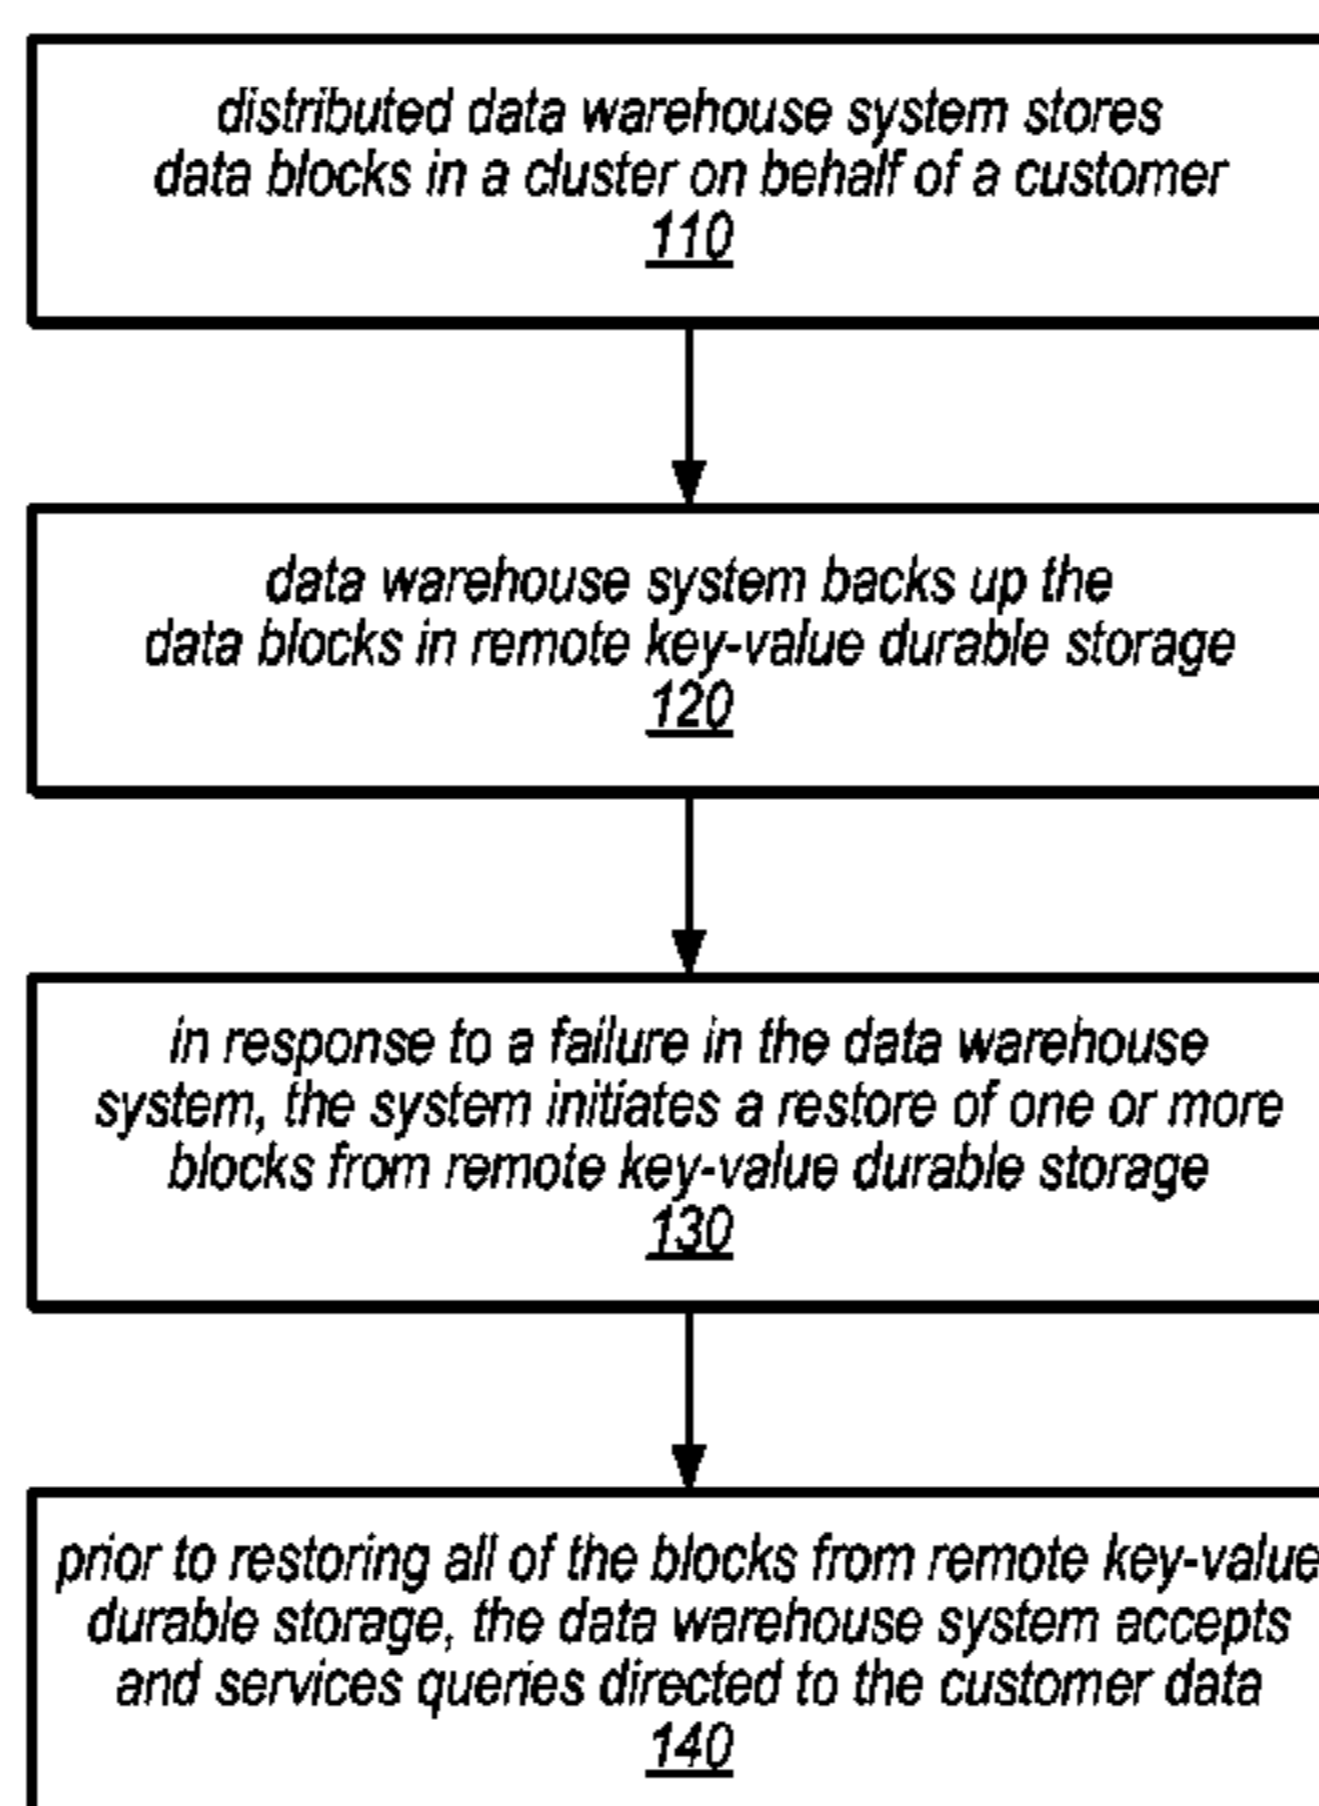 distributed data warehouse system stores
data blocks in a cluster on behalf of a customer
110
data warehouse system backs up the
data blocks in remote key-value durable storage
120
in response to a failure in the data warehouse
system, the system initiates a restore of one or more
blocks from remote key-value durable storage
130
prior to restoring all of the blocks from remote key-value
durable storage, the data warehouse system accepts
and services queries directed to the customer data
140